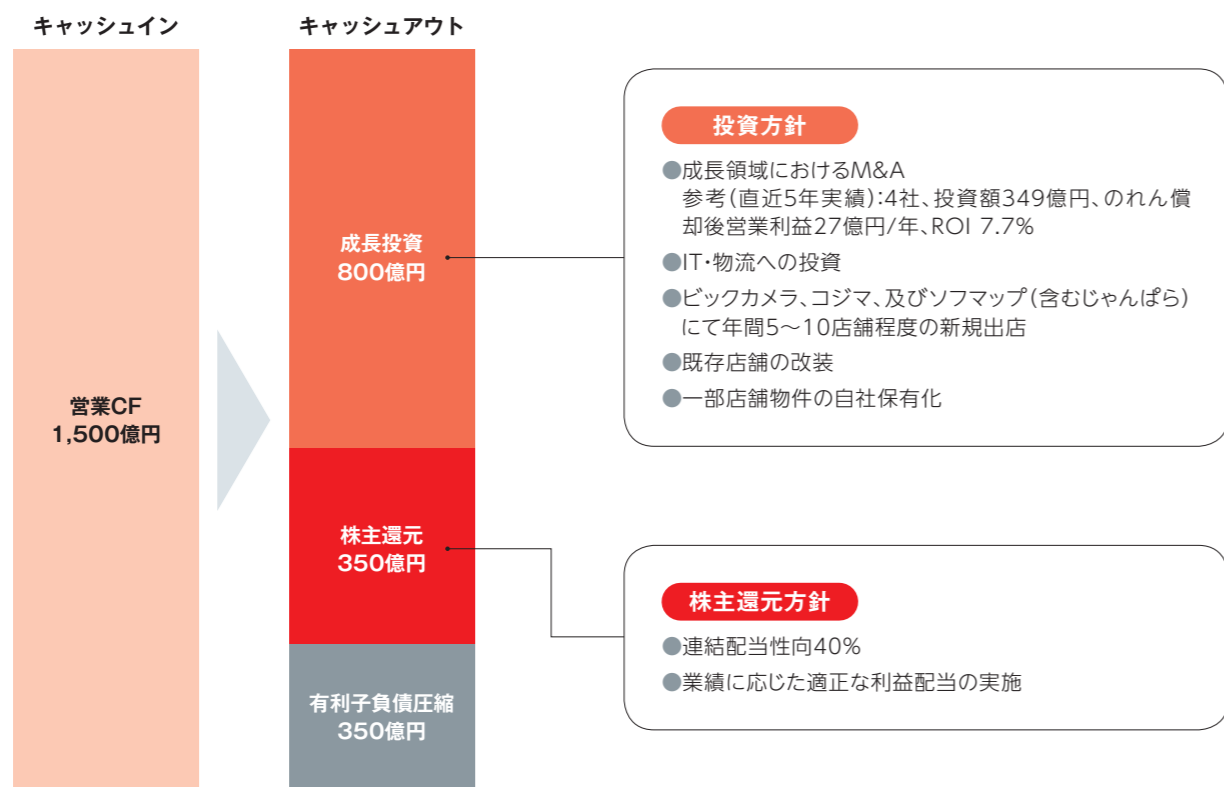 キャッシュイン
キャッシュアウト
営業CF
1,500億円
成長投資
800億円
株主還元
350億円
有利子負債圧縮
350億円
投資方針
●成長領域におけるM&A
参考(直近5年実績):4社、投資額349億円、のれん償
却後営業利益27億円/年、ROI 7.7%
●IT・物流への投資
●ビックカメラ、コジマ、及びソフマップ(含むじゃんぱら)
にて年間5〜10店舗程度の新規出店
●既存店舗の改装
●一部店舗物件の自社保有化
株主還元方針
●連結配当性向40%
●業績に応じた適正な利益配当の実施